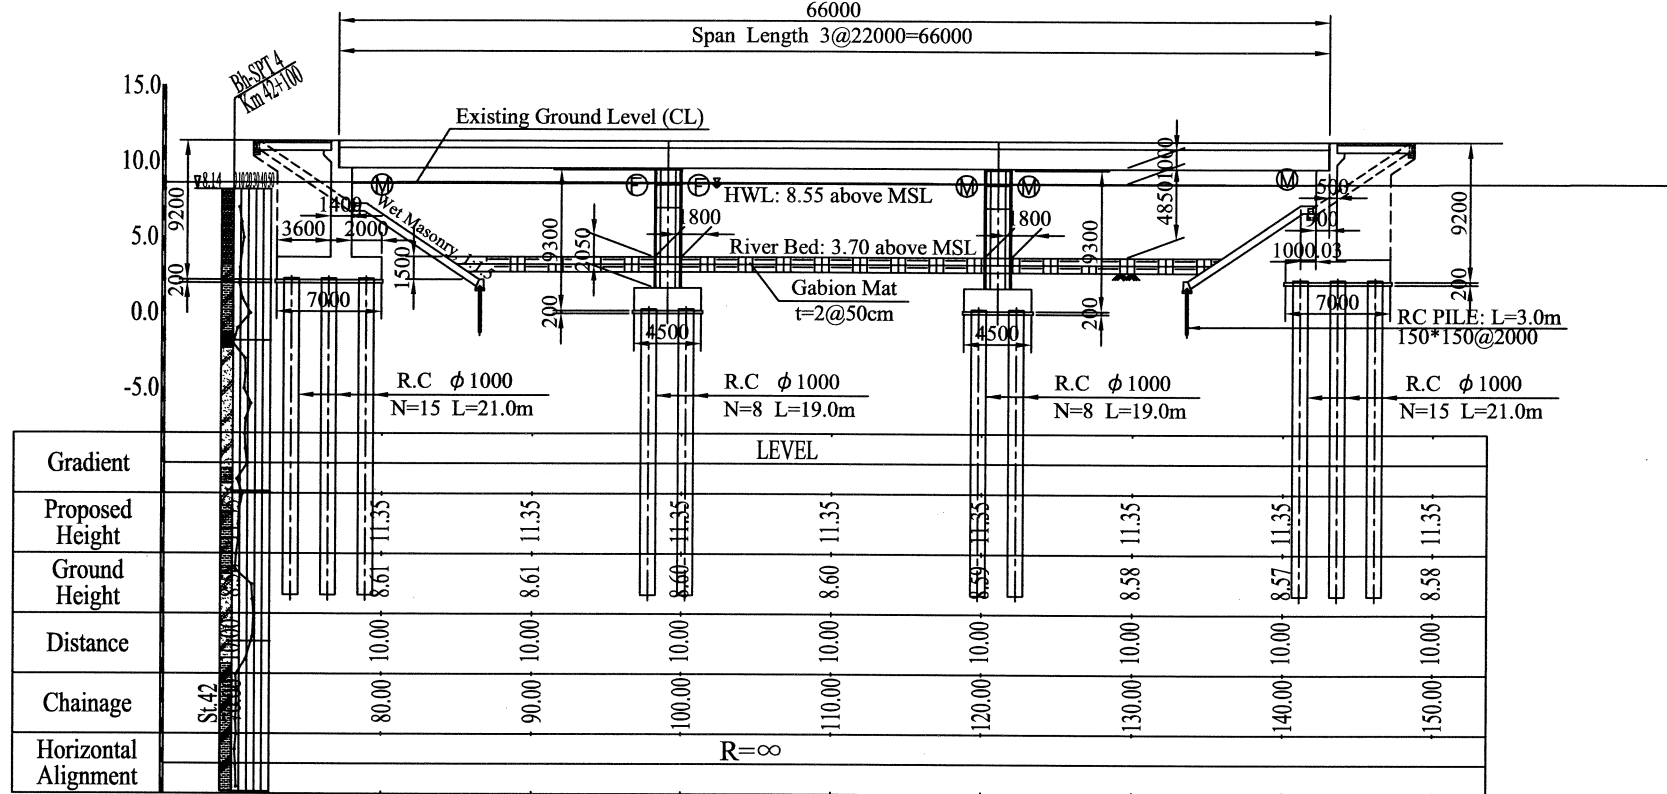 66000
Span Length 3@22000=66000
Bh-SPT 4
Km 42+100
15.0
Existing Ground Level (CL)
10.0
8.14
M
F
F
M
M
M
HWL: 8.55 above MSL
4850
1000
500
9200
1400
Wet Masonry 1:1.5
800
800
900
9200
3600
2000
5.0
9300
2050
River Bed: 3.70 above MSL
9300
1000.03
1500
200
7000
Gabion Mat
t=2@50cm
200
200
7000
200
0.0
4500
4500
RC PILE: L=3.0m
150*150@2000
-5.0
R.C ϕ1000
N=15 L=21.0m
R.C ϕ1000
N=8 L=19.0m
R.C ϕ1000
N=8 L=19.0m
R.C ϕ1000
N=15 L=21.0m
Gradient
LEVEL
Proposed
Height
11.35 11.35 11.35 11.35 11.35 11.35 11.35 11.35
Ground
Height
8.61 8.61 8.60 8.60 8.59 8.58 8.57 8.58
Distance
10.00 10.00 10.00 10.00 10.00 10.00 10.00 10.00
Chainage
St.42
80.00 90.00 100.00 110.00 120.00 130.00 140.00 150.00
Horizontal
Alignment
R=∞